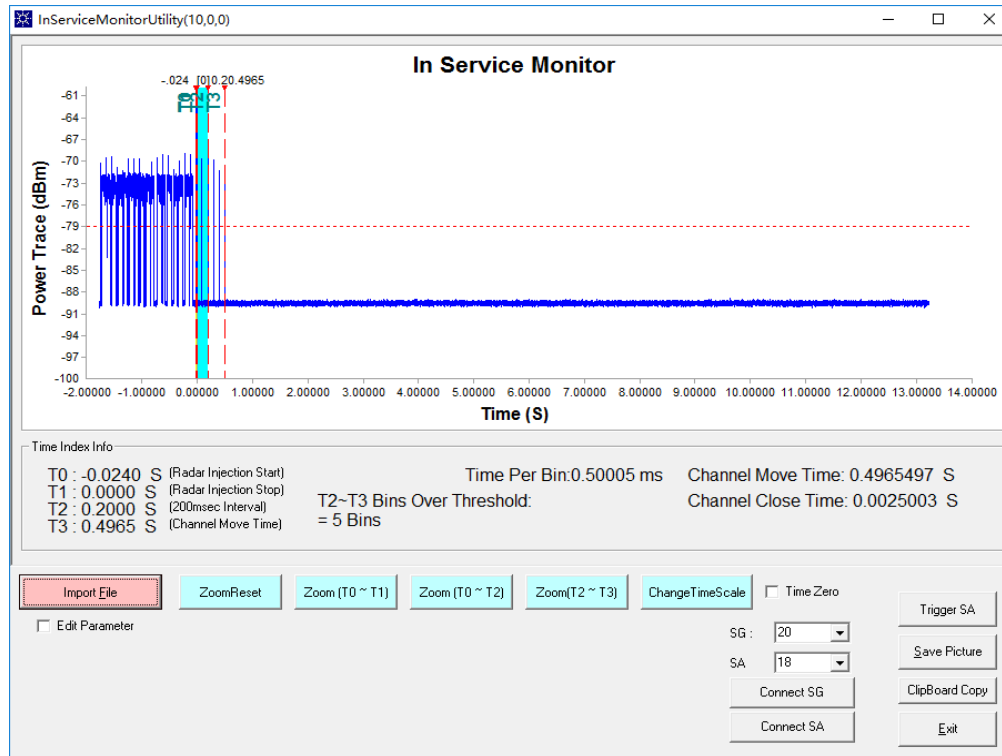 InServiceMonitorUtility(10,0,0)
In Service Monitor
-.024 [0]0.20.4965
T2 T3
-61
-64
-67
-70
-73
-76
-79
-82
-85
-88
-91
-94
-97
-100
Power Trace (dBm)
-2.00000 -1.00000 0.00000 1.00000 2.00000 3.00000 4.00000 5.00000 6.00000 7.00000 8.00000 9.00000 10.00000 11.00000 12.00000 13.00000 14.00000
Time (S)
Time Index Info
T0 : -0.0240 S (Radar Injection Start)
T1 : 0.0000 S (Radar Injection Stop)
T2 : 0.2000 S (200msec Interval)
T3 : 0.4965 S (Channel Move Time)
Time Per Bin:0.50005 ms
T2~T3 Bins Over Threshold:
= 5 Bins
Channel Move Time: 0.4965497 S
Channel Close Time: 0.0025003 S
Import File
ZoomReset
Zoom (T0 ~ T1)
Zoom (T0 ~ T2)
Zoom(T2 ~ T3)
ChangeTimeScale
Time Zero
Edit Parameter
SG : 20
SA 18
Connect SG
Connect SA
Trigger SA
Save Picture
ClipBoard Copy
Exit